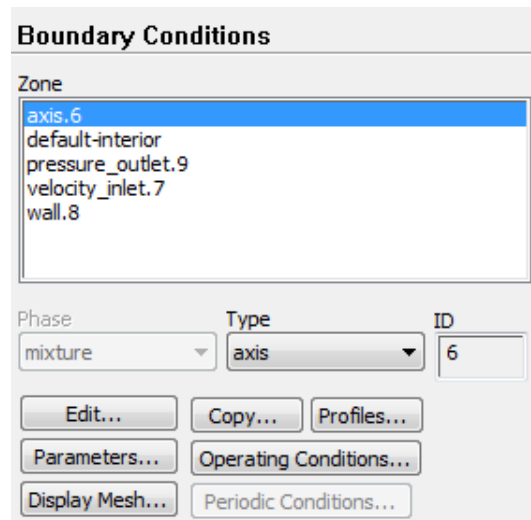 Boundary Conditions
Zone
axis.6
default-interior
pressure_outlet.9
velocity_inlet.7
wall.8
Phase Type ID
mixture axis 6
Edit... Copy... Profiles...
Parameters... Operating Conditions...
Display Mesh... Periodic Conditions...